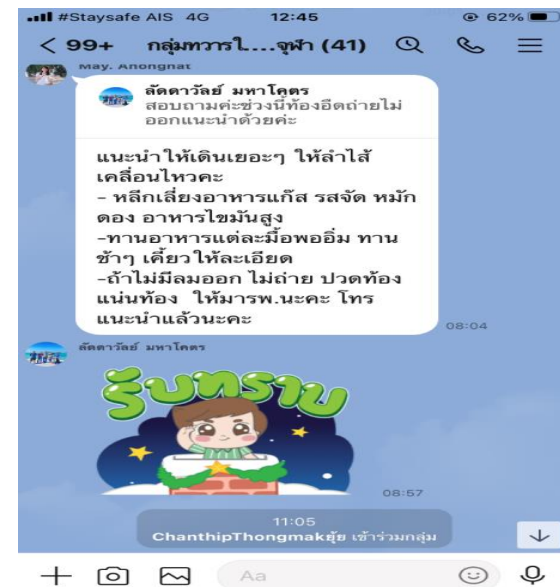 #Staysafe AIS 4G 12:45 62%
99+ กลุ่มทวารใ....จุฬา (41)
May. Anongnat
ลัดดาวัลย์ มหาโคตร
สอบถามค่ะช่วงนี้ท้องอืดถ่ายไม่
ออกแนะนำด้วยค่ะ
แนะนำให้เดินเยอะๆ ให้ลำไส้
เคลื่อนไหวคะ
- หลีกเลี่ยงอาหารแก๊ส รสจัด หมัก
ดอง อาหารไขมันสูง
-ทานอาหารแต่ละมื้อพออิ่ม ทาน
ช้าๆ เคี้ยวให้ละเอียด
-ถ้าไม่มีลมออก ไม่ถ่าย ปวดท้อง
แน่นท้อง ให้มารพ.นะคะ โทร
แนะนำแล้วนะคะ
08:04
ลัดดาวัลย์ มหาโคตร
รับทราบ
08:57
11:05
ChanthipThongmakยุ้ย เข้าร่วมกลุ่ม
Aa